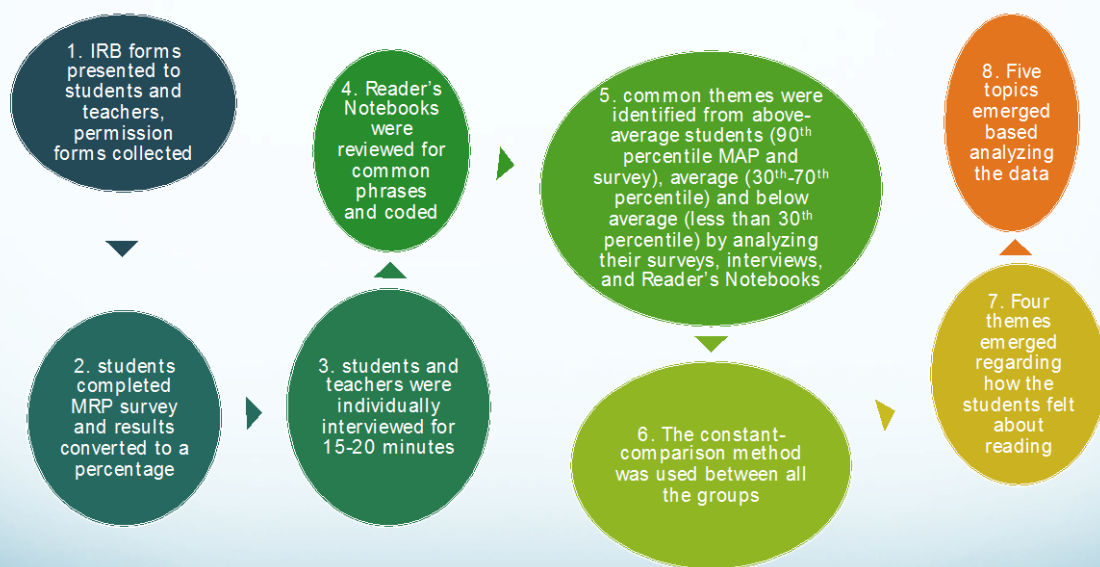 1. IRB forms
presented to
students and
teachers,
permission
forms collected
2. students
completed
MRP survey
and results
converted to a
percentage
3. students and
teachers were
individually
interviewed for
15-20 minutes
4. Reader’s
Notebooks
were
reviewed for
common
phrases
and coded
5. common themes were
identified from above-
average students (90th
percentile MAP and
survey), average (30th-70th
percentile) and below
average (less than 30th
percentile) by analyzing
their surveys, interviews,
and Reader’s Notebooks
6. The constant-
comparison method
was used between all
the groups
7. Four
themes
emerged
regarding
how the
students felt
about
reading
8. Five
topics
emerged
based
analyzing
the data